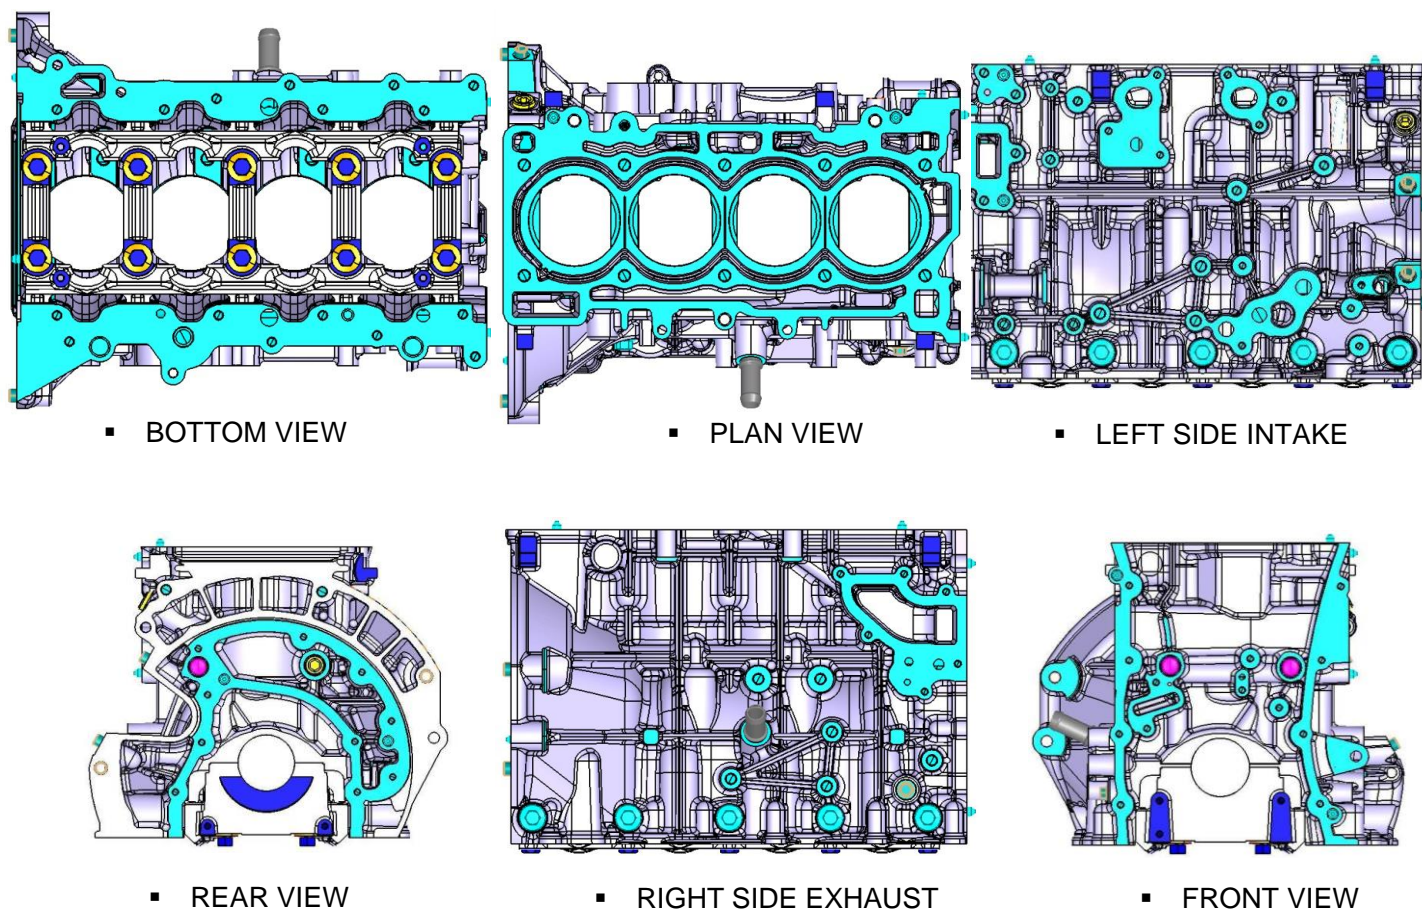 ▪ BOTTOM VIEW
▪ PLAN VIEW
▪ LEFT SIDE INTAKE
▪ REAR VIEW
▪ RIGHT SIDE EXHAUST
▪ FRONT VIEW